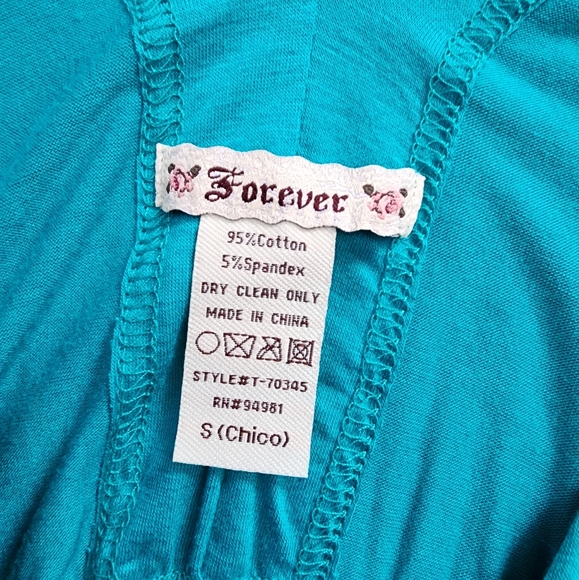 Forever
95%Cotton
5%Spandex
DRY CLEAN ONLY
MADE IN CHINA
STYLE#T-70345
RN#94981
S (Chico)